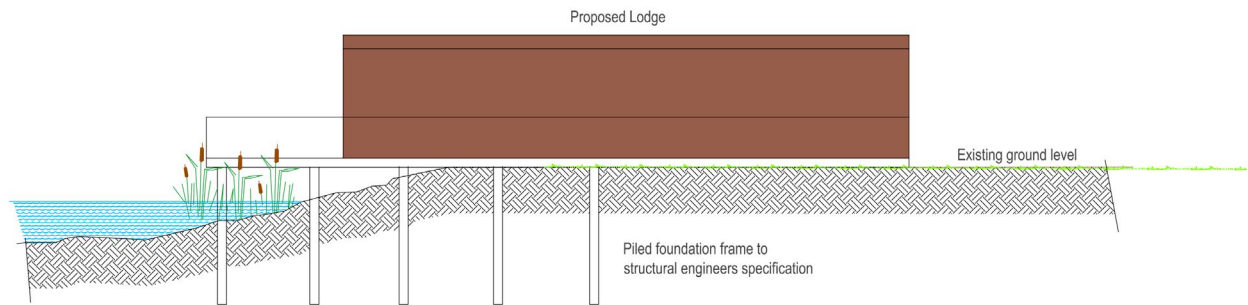 Proposed Lodge
Existing ground level
Piled foundation frame to
structural engineers specification